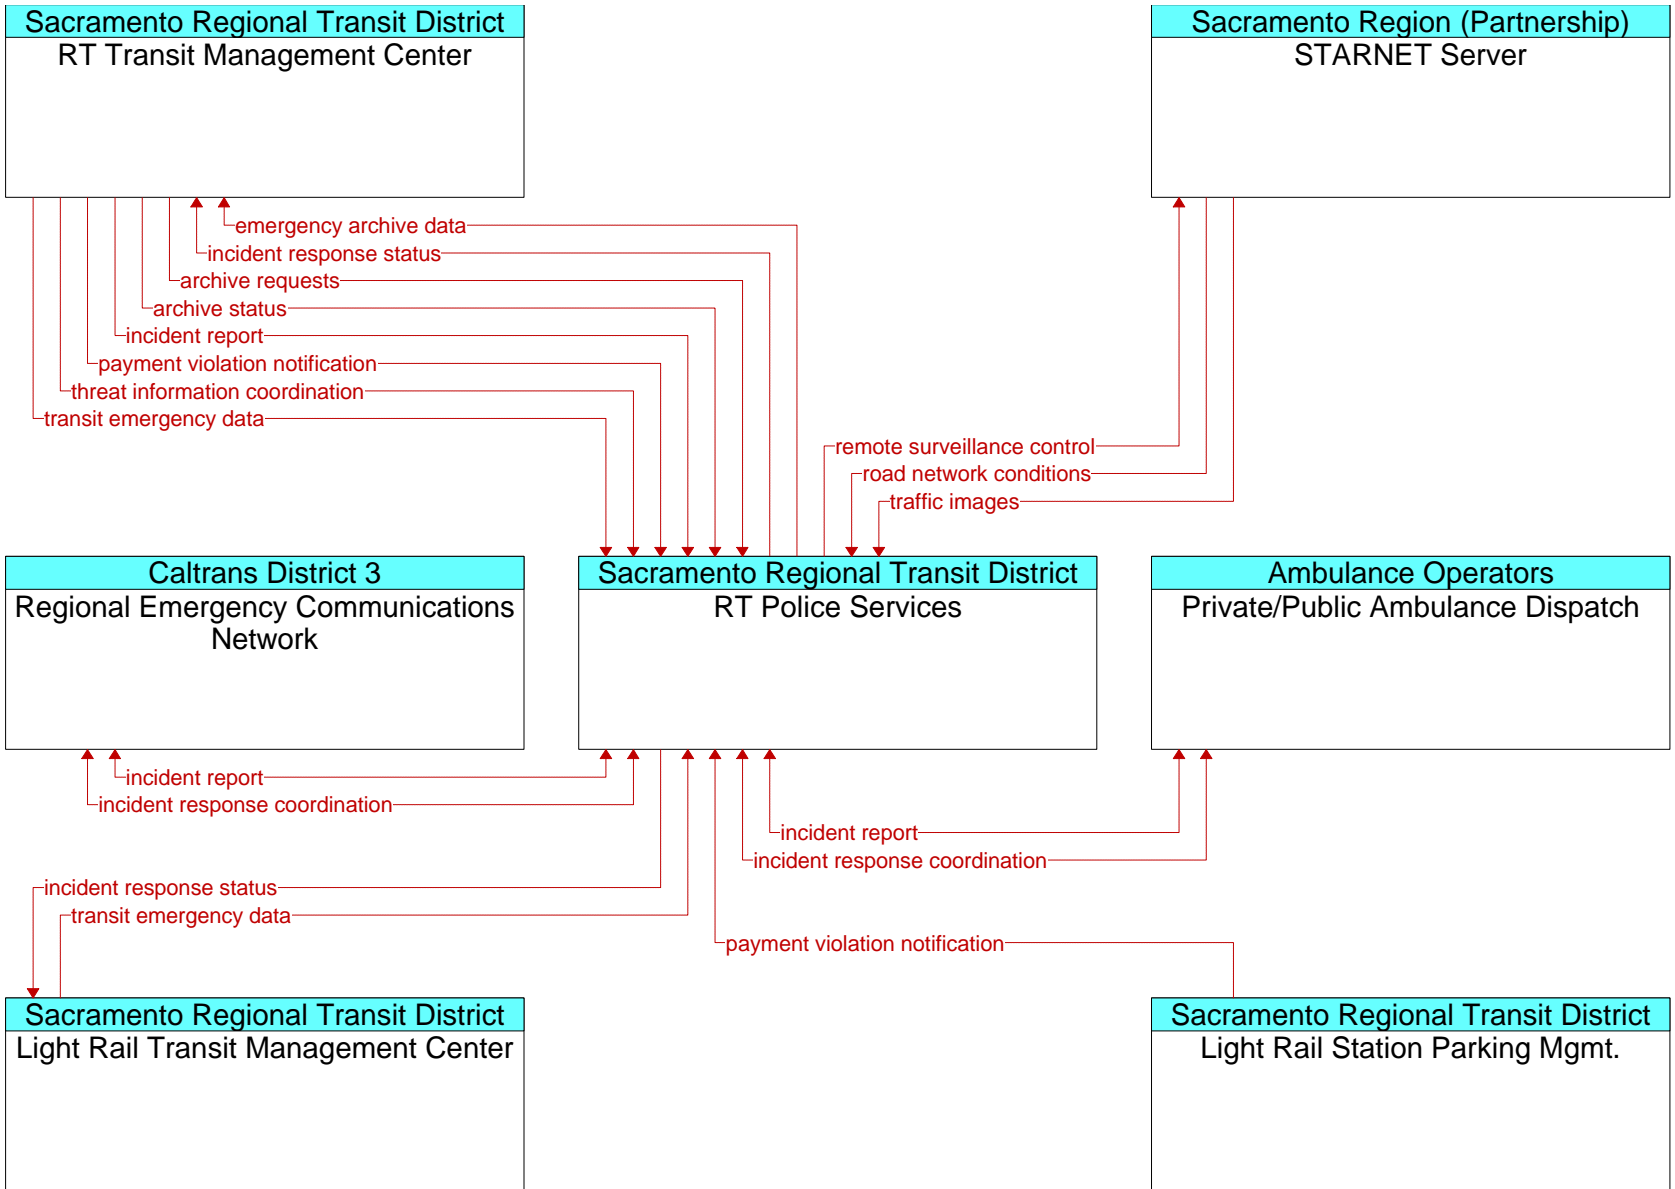 Sacramento Regional Transit District
RT Transit Management Center
Sacramento Region (Partnership)
STARNET Server
emergency archive data
incident response status
archive requests
archive status
incident report
payment violation notification
threat information coordination
transit emergency data
remote surveillance control
road network conditions
traffic images
Caltrans District 3
Regional Emergency Communications
Network
Sacramento Regional Transit District
RT Police Services
Ambulance Operators
Private/Public Ambulance Dispatch
incident report
incident response coordination
incident report
incident response coordination
incident response status
transit emergency data
payment violation notification
Sacramento Regional Transit District
Light Rail Transit Management Center
Sacramento Regional Transit District
Light Rail Station Parking Mgmt.